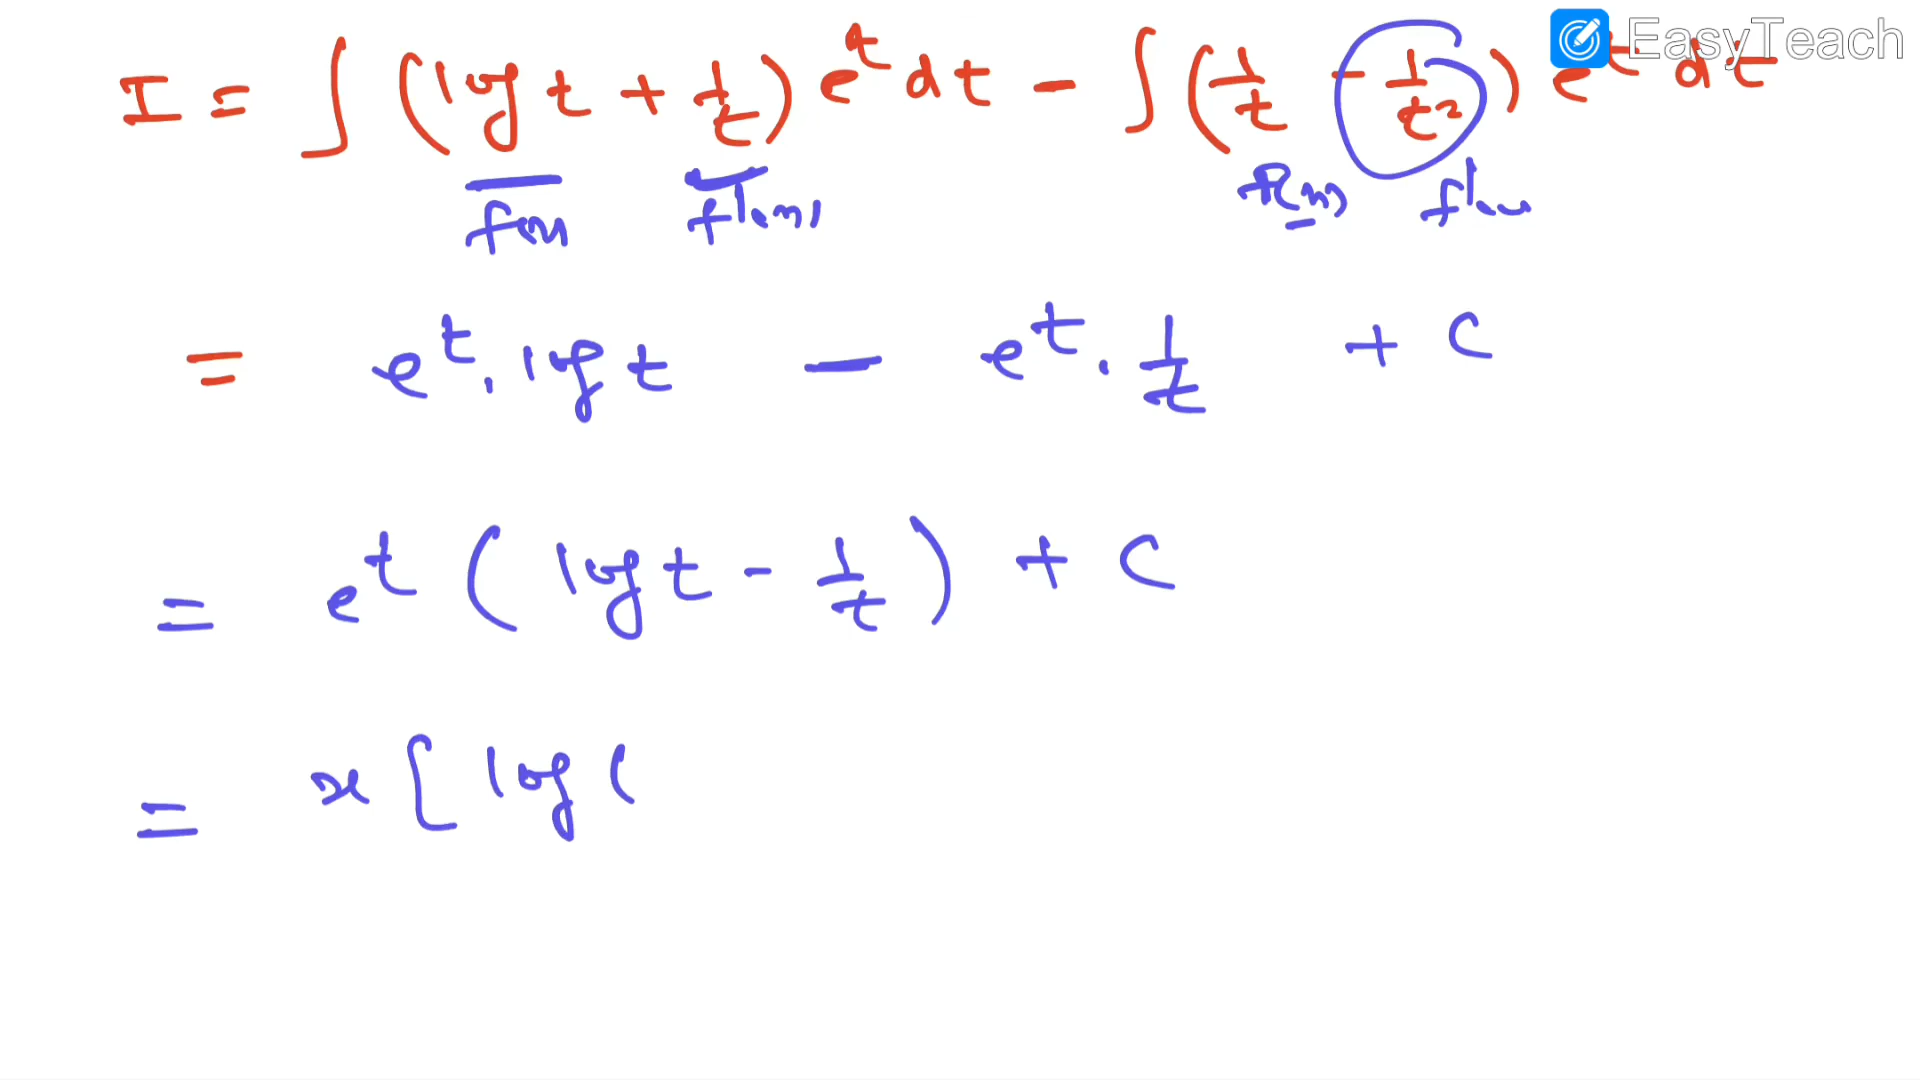 EasyTeach
I = ∫ (log t + 1/t) e^t dt - ∫ (1/t - 1/t²) e^t dt
f(x) f'(x) f(x)
= e^t . log t - e^t . 1/t + C
= e^t ( log t - 1/t ) + C
= x [ log (